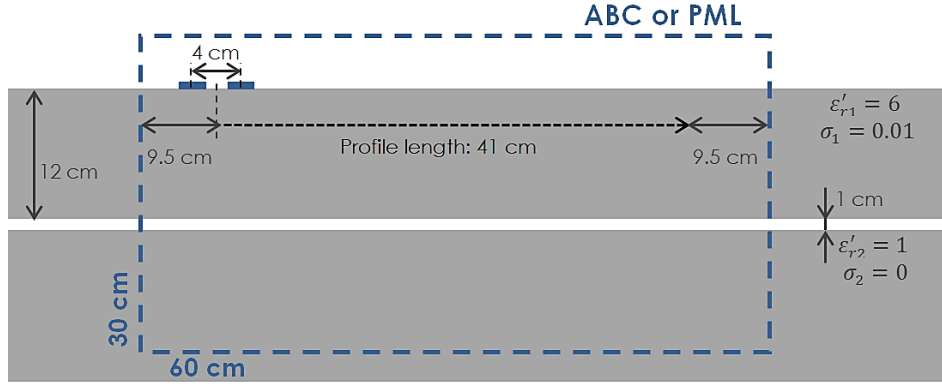 ABC or PML
4 cm
ε′r1 = 6
σ1 = 0.01
9.5 cm
Profile length: 41 cm
9.5 cm
12 cm
1 cm
ε′r2 = 1
σ2 = 0
30 cm
60 cm